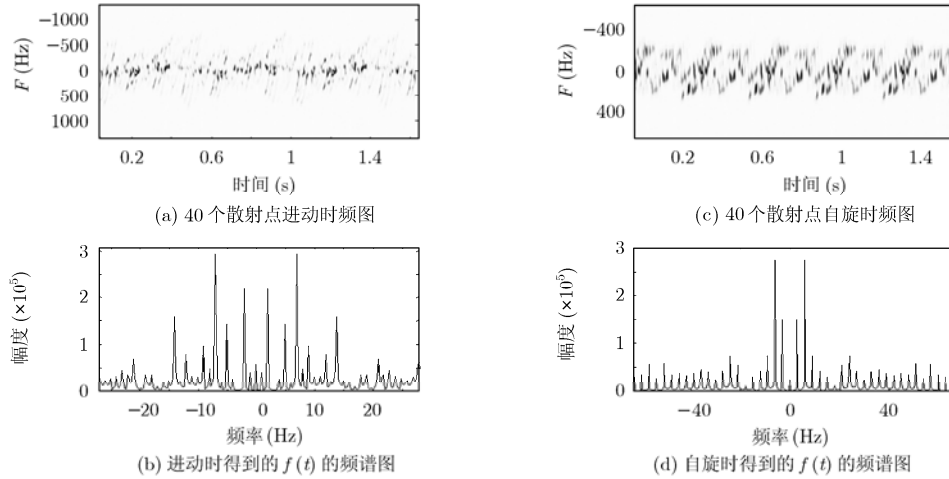 −1000
−500
0
500
1000
F (Hz)
0.2 0.6 1 1.4
时间 (s)
(a) 40 个散射点进动时频图
−400
0
400
F (Hz)
0.2 0.6 1 1.4
时间 (s)
(c) 40 个散射点自旋时频图
3
2
1
0
幅度 (×10⁵)
−20 −10 0 10 20
频率 (Hz)
(b) 进动时得到的 f (t) 的频谱图
3
2
1
0
幅度 (×10⁵)
−40 0 40
频率 (Hz)
(d) 自旋时得到的 f (t) 的频谱图